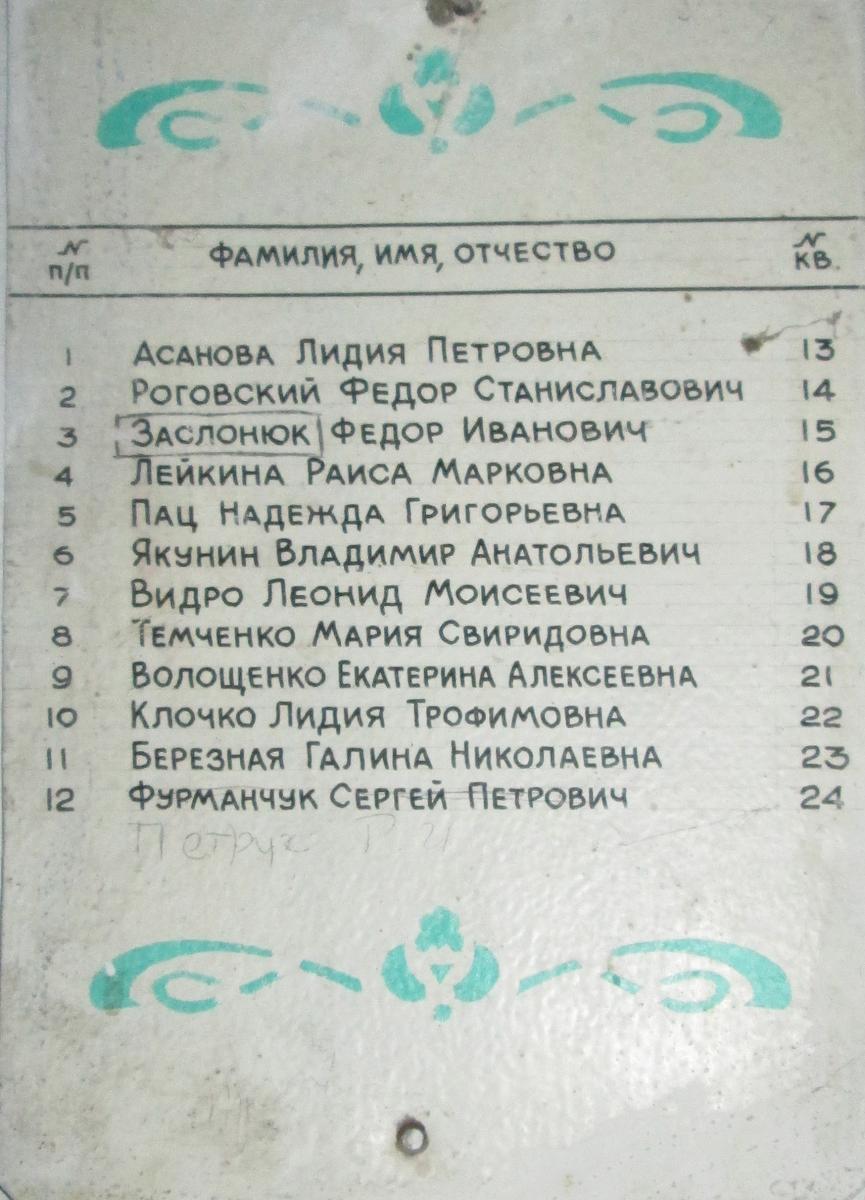 N п/п ФАМИЛИЯ, ИМЯ, ОТЧЕСТВО N КВ.
1 АСАНОВА ЛИДИЯ ПЕТРОВНА 13
2 РОГОВСКИЙ ФЕДОР СТАНИСЛАВОВИЧ 14
3 ЗАСЛОНЮК ФЕДОР ИВАНОВИЧ 15
4 ЛЕЙКИНА РАИСА МАРКОВНА 16
5 ПАЦ НАДЕЖДА ГРИГОРЬЕВНА 17
6 ЯКУНИН ВЛАДИМИР АНАТОЛЬЕВИЧ 18
7 ВИДРО ЛЕОНИД МОИСЕЕВИЧ 19
8 ТЕМЧЕНКО МАРИЯ СВИРИДОВНА 20
9 ВОЛОЩЕНКО ЕКАТЕРИНА АЛЕКСЕЕВНА 21
10 КЛОЧКО ЛИДИЯ ТРОФИМОВНА 22
11 БЕРЕЗНАЯ ГАЛИНА НИКОЛАЕВНА 23
12 ФУРМАНЧУК СЕРГЕЙ ПЕТРОВИЧ 24
Петрук